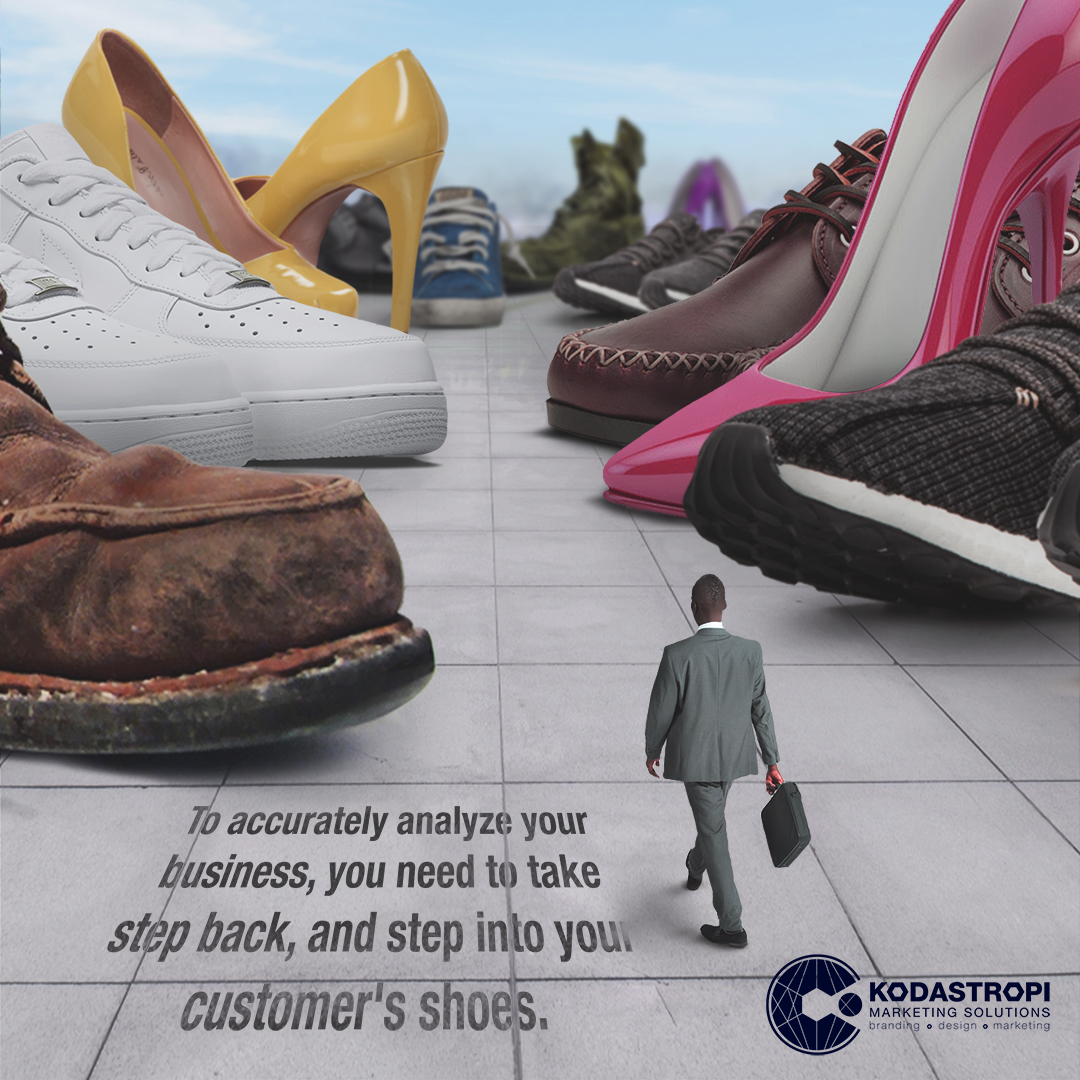 To accurately analyze your
business, you need to take
step back, and step into your
customer's shoes.
KODASTROPI
MARKETING SOLUTIONS
branding • design • marketing